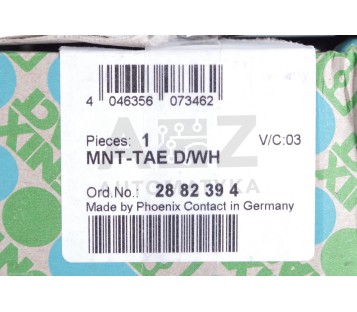 4 046356 073462
Pieces: 1 V/C:03
MNT-TAE D/WH
Ord.No.: 28 82 39 4
Made by Phoenix Contact in Germany